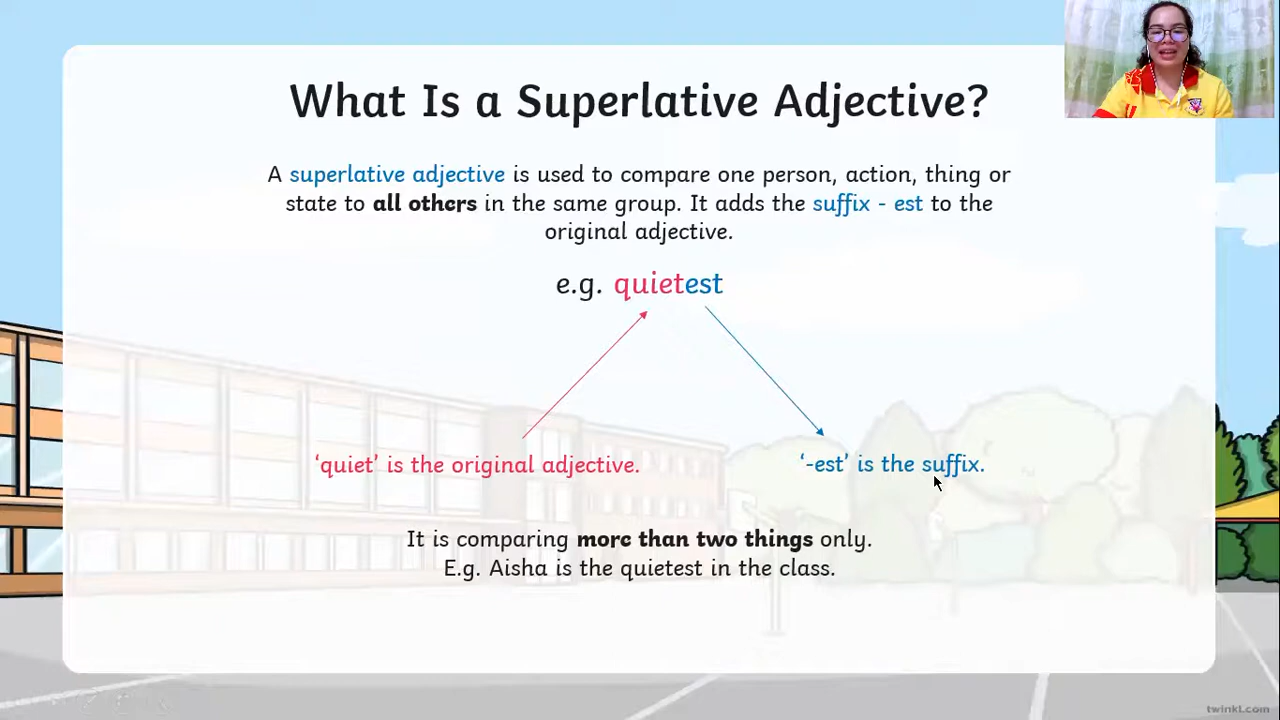 What Is a Superlative Adjective?
A superlative adjective is used to compare one person, action, thing or
state to all others in the same group. It adds the suffix - est to the
original adjective.
e.g. quietest
‘quiet’ is the original adjective.
‘-est’ is the suffix.
It is comparing more than two things only.
E.g. Aisha is the quietest in the class.
twinkl.com